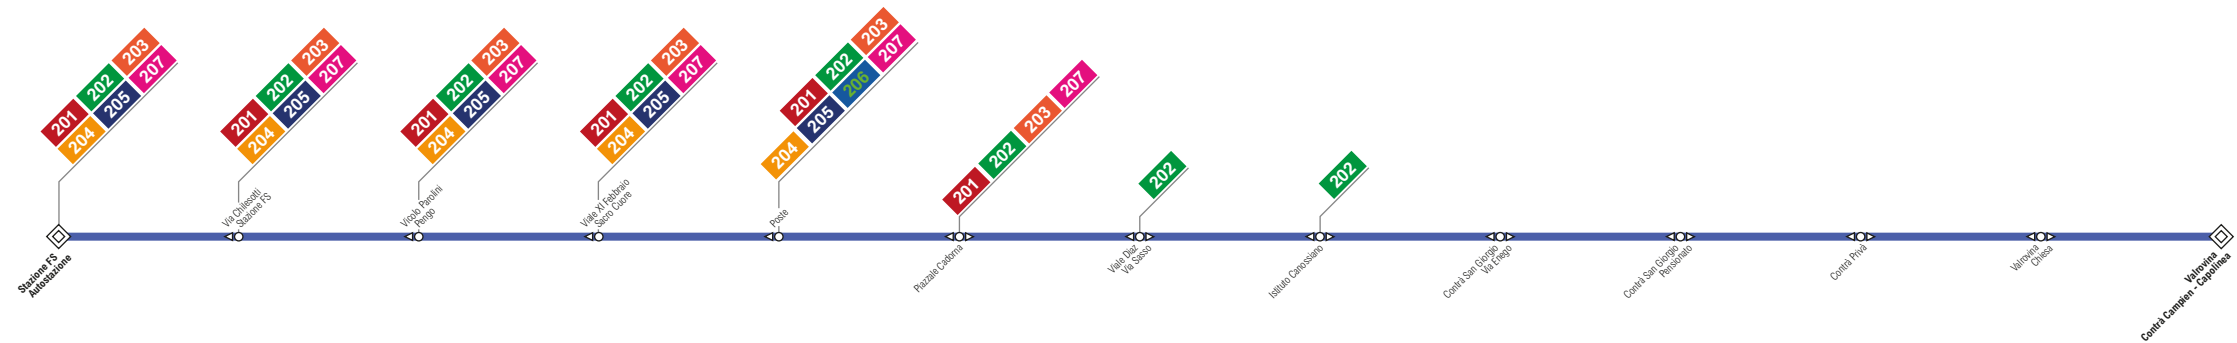 201 202 203
204 205 207
Stazione FS
Autostazione
201 202 203
204 205 207
Via Chilesotti
Stazione FS
201 202 203
204 205 207
Vicolo Parolini
Pengo
201 202 203
204 205 207
Viale XI Febbraio
Sacro Cuore
201 202 203
204 205 206 207
Poste
201 202 203 207
Piazzale Cadorna
202
Viale Diaz
Via Sasso
202
Istituto Canossiano
Contrà San Giorgio
Via Enego
Contrà San Giorgio
Pensionato
Contrà Privà
Valrovina
Chiesa
Valrovina
Contrà Campien - Capolinea